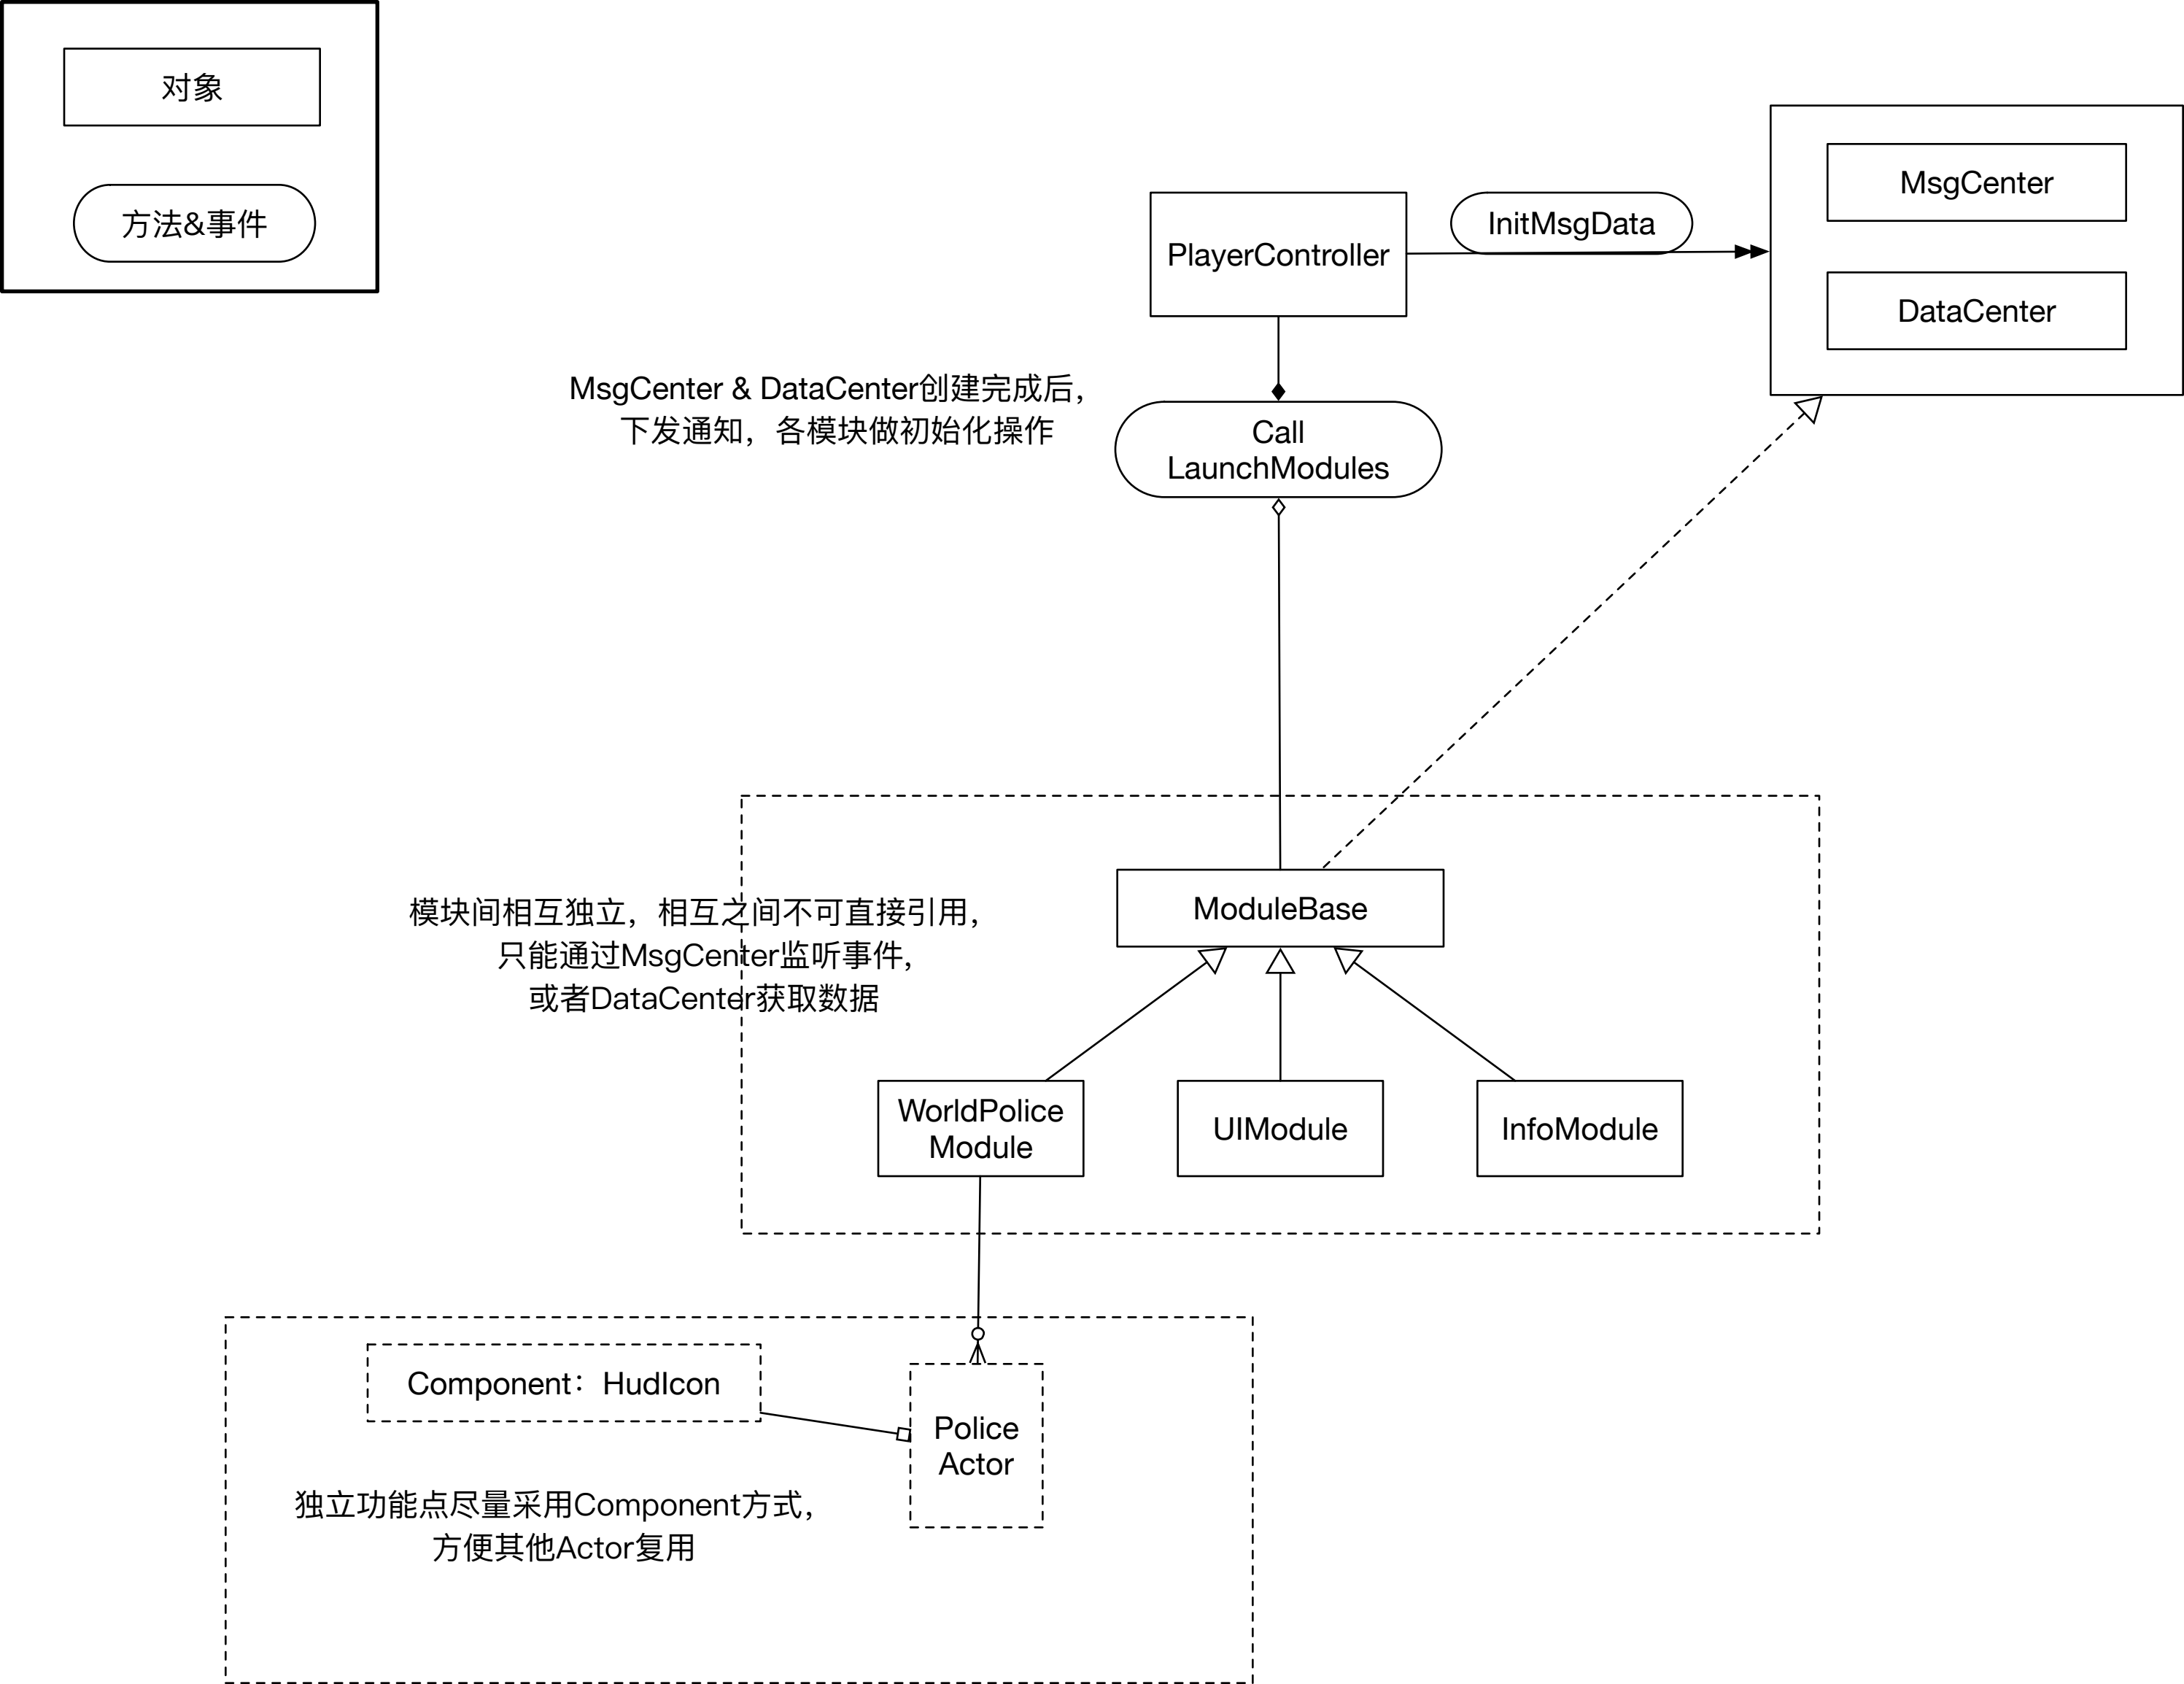 对象
方法&事件
PlayerController
InitMsgData
MsgCenter
DataCenter
MsgCenter & DataCenter创建完成后，
下发通知，各模块做初始化操作
Call
LaunchModules
模块间相互独立，相互之间不可直接引用，
只能通过MsgCenter监听事件，
或者DataCenter获取数据
ModuleBase
WorldPolice
Module
UIModule
InfoModule
Component：HudIcon
Police
Actor
独立功能点尽量采用Component方式，
方便其他Actor复用